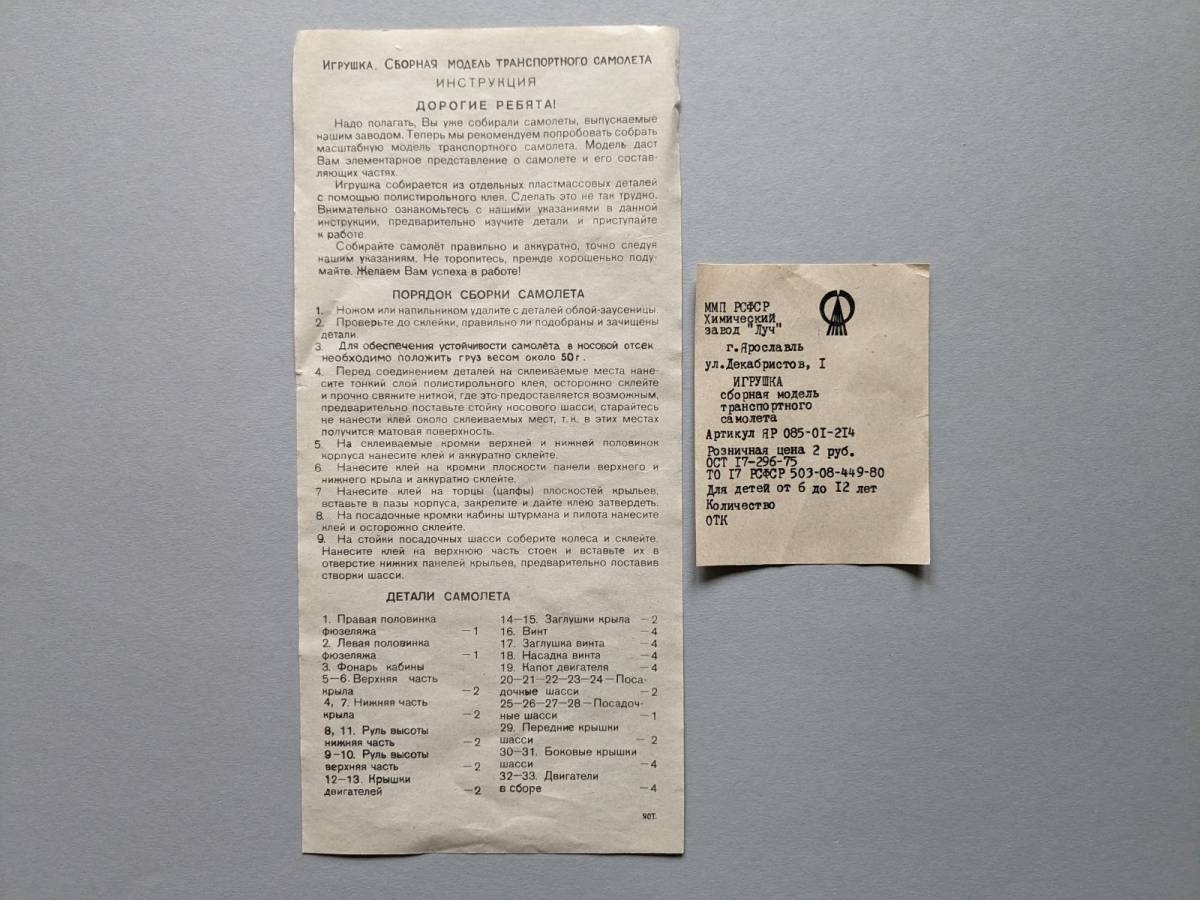 ИГРУШКА. СБОРНАЯ МОДЕЛЬ ТРАНСПОРТНОГО САМОЛЕТА
ИНСТРУКЦИЯ
ДОРОГИЕ РЕБЯТА!
Надо полагать, Вы уже собирали самолеты, выпускаемые
нашим заводом. Теперь мы рекомендуем попробовать собрать
масштабную модель транспортного самолета. Модель даст
Вам элементарное представление о самолете и его состав-
ляющих частях.
Игрушка собирается из отдельных пластмассовых деталей
с помощью полистирольного клея. Сделать это не так трудно.
Внимательно ознакомьтесь с нашими указаниями в данной
инструкции, предварительно изучите детали и приступайте
к работе.
Собирайте самолёт правильно и аккуратно, точно следуя
нашим указаниям. Не торопитесь, прежде хорошенько поду-
майте. Желаем Вам успеха в работе!
ПОРЯДОК СБОРКИ САМОЛЕТА
1. Ножом или напильником удалите с деталей облой-заусеницы.
2. Проверьте до склейки, правильно ли подобраны и зачищены
детали.
3. Для обеспечения устойчивости самолёта в носовой отсек
необходимо положить груз весом около 50 г.
4. Перед соединением деталей на склеиваемые места нане-
сите тонкий слой полистирольного клея, осторожно склейте
и прочно свяжите ниткой, где это предоставляется возможным,
предварительно поставьте стойку носового шасси, старайтесь
не нанести клей около склеиваемых мест, т.к. в этих местах
получится матовая поверхность.
5. На склеиваемые кромки верхней и нижней половинок
корпуса нанесите клей и аккуратно склейте.
6. Нанесите клей на кромки плоскости панели верхнего и
нижнего крыла и аккуратно склейте.
7 Нанесите клей на торцы (цапфы) плоскостей крыльев,
вставьте в пазы корпуса, закрепите и дайте клею затвердеть.
8. На посадочные кромки кабины штурмана и пилота нанесите
клей и осторожно склейте.
9. На стойки посадочных шасси соберите колеса и склейте.
Нанесите клей на верхнюю часть стоек и вставьте их в
отверстие нижних панелей крыльев, предварительно поставив
створки шасси.
ДЕТАЛИ САМОЛЕТА
1. Правая половинка
фюзеляжа —1
2. Левая половинка
фюзеляжа —1
3. Фонарь кабины
5—6. Верхняя часть
крыла —2
4, 7. Нижняя часть
крыла —2
8, 11. Руль высоты
нижняя часть —2
9—10. Руль высоты
верхняя часть —2
12—13. Крышки
двигателей —2
14—15. Заглушки крыла —2
16. Винт —4
17. Заглушка винта —4
18. Насадка винта —4
19. Капот двигателя —4
20—21—22—23—24—Поса-
дочные шасси —2
25—26—27—28—Посадоч-
ные шасси —1
29. Передние крышки
шасси —2
30—31. Боковые крышки
шасси —4
32—33. Двигатели
в сборе —4
ЯОТ.
ММП РСФСР
Химический
завод "Луч"
г.Ярославль
ул.Декабристов, I
ИГРУШКА
сборная модель
транспортного
самолета
Артикул ЯР 085-0I-2I4
Розничная цена 2 руб.
ОСТ I7-296-75
ТО I7 РСФСР 503-08-449-80
Для детей от 6 до I2 лет
Количество
ОТК